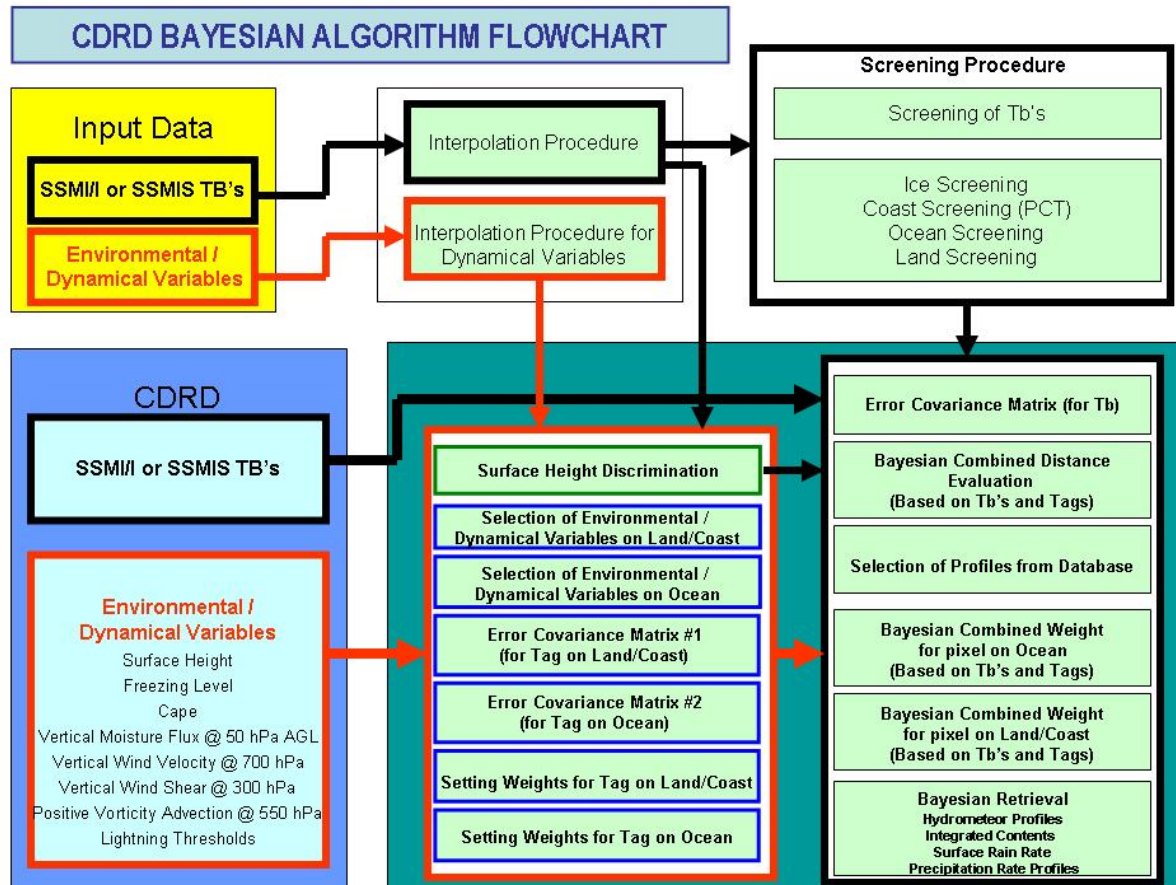 CDRD BAYESIAN ALGORITHM FLOWCHART
Input Data
SSMI/I or SSMIS TB's
Environmental /
Dynamical Variables
Interpolation Procedure
Interpolation Procedure for
Dynamical Variables
Screening Procedure
Screening of Tb's
Ice Screening
Coast Screening (PCT)
Ocean Screening
Land Screening
CDRD
SSMI/I or SSMIS TB's
Environmental /
Dynamical Variables
Surface Height
Freezing Level
Cape
Vertical Moisture Flux @ 50 hPa AGL
Vertical Wind Velocity @ 700 hPa
Vertical Wind Shear @ 300 hPa
Positive Vorticity Advection @ 550 hPa
Lightning Thresholds
Surface Height Discrimination
Selection of Environmental /
Dynamical Variables on Land/Coast
Selection of Environmental /
Dynamical Variables on Ocean
Error Covariance Matrix #1
(for Tag on Land/Coast)
Error Covariance Matrix #2
(for Tag on Ocean)
Setting Weights for Tag on Land/Coast
Setting Weights for Tag on Ocean
Error Covariance Matrix (for Tb)
Bayesian Combined Distance
Evaluation
(Based on Tb's and Tags)
Selection of Profiles from Database
Bayesian Combined Weight
for pixel on Ocean
(Based on Tb's and Tags)
Bayesian Combined Weight
for pixel on Land/Coast
(Based on Tb's and Tags)
Bayesian Retrieval
Hydrometeor Profiles
Integrated Contents
Surface Rain Rate
Precipitation Rate Profiles